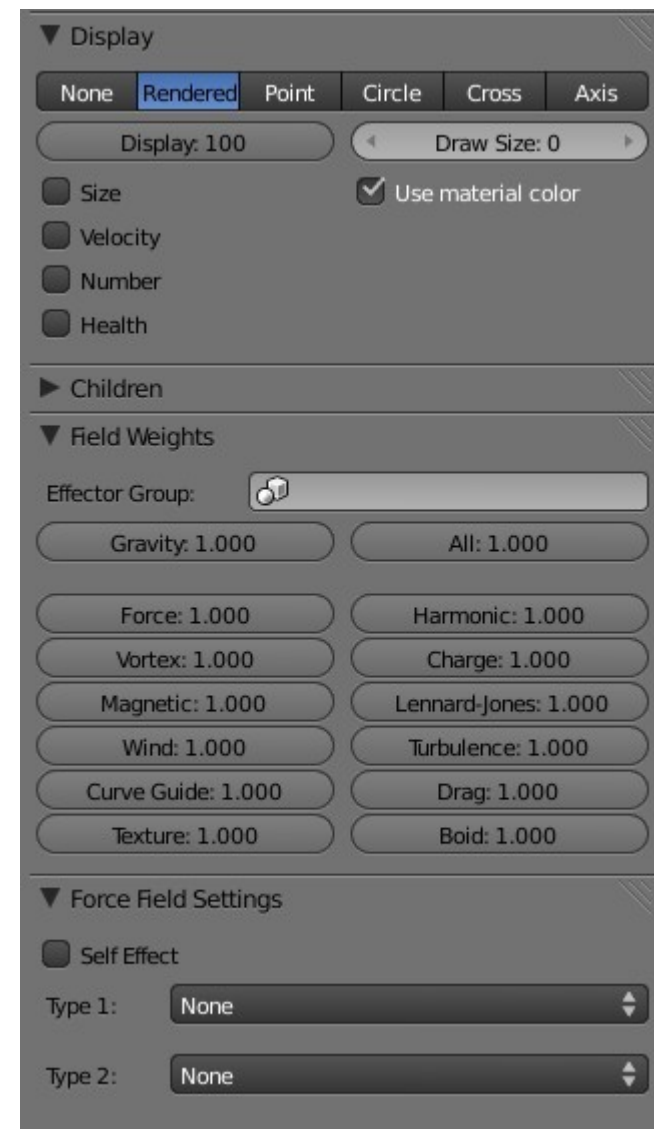 Display
None Rendered Point Circle Cross Axis
Display: 100 Draw Size: 0
Size Use material color
Velocity
Number
Health
Children
Field Weights
Effector Group:
Gravity: 1.000 All: 1.000
Force: 1.000 Harmonic: 1.000
Vortex: 1.000 Charge: 1.000
Magnetic: 1.000 Lennard-Jones: 1.000
Wind: 1.000 Turbulence: 1.000
Curve Guide: 1.000 Drag: 1.000
Texture: 1.000 Boid: 1.000
Force Field Settings
Self Effect
Type 1: None
Type 2: None